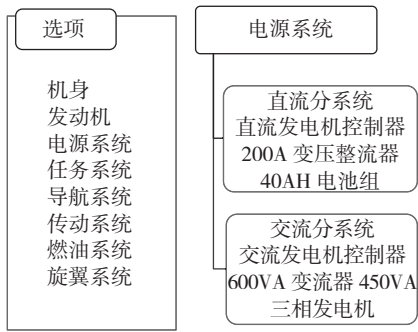 选项
机身
发动机
电源系统
任务系统
导航系统
传动系统
燃油系统
旋翼系统
电源系统
直流分系统
直流发电机控制器
200A 变压整流器
40AH 电池组
交流分系统
交流发电机控制器
600VA 变流器 450VA
三相发电机